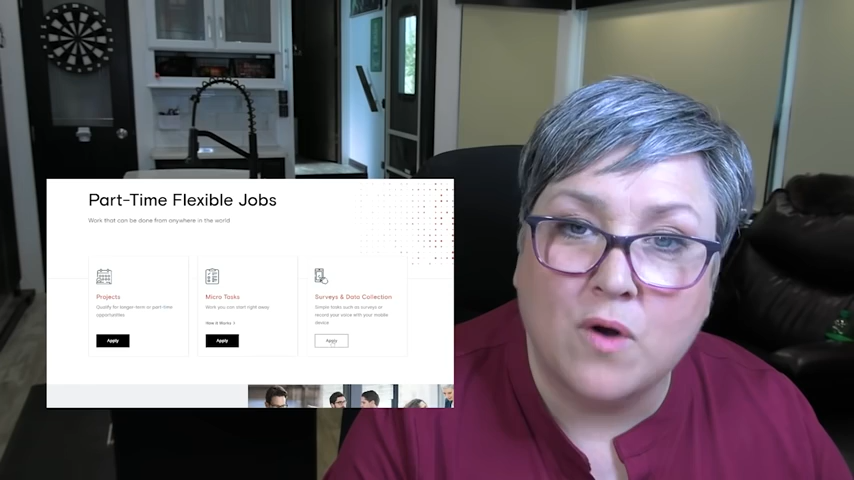 Part-Time Flexible Jobs
Work that can be done from anywhere in the world
Projects
Qualify for longer-term or part-time
opportunities
Apply
Micro Tasks
Work you can start right away
How it Works >
Apply
Surveys & Data Collection
Simple tasks such as surveys or
record your voice with your mobile
device
Apply